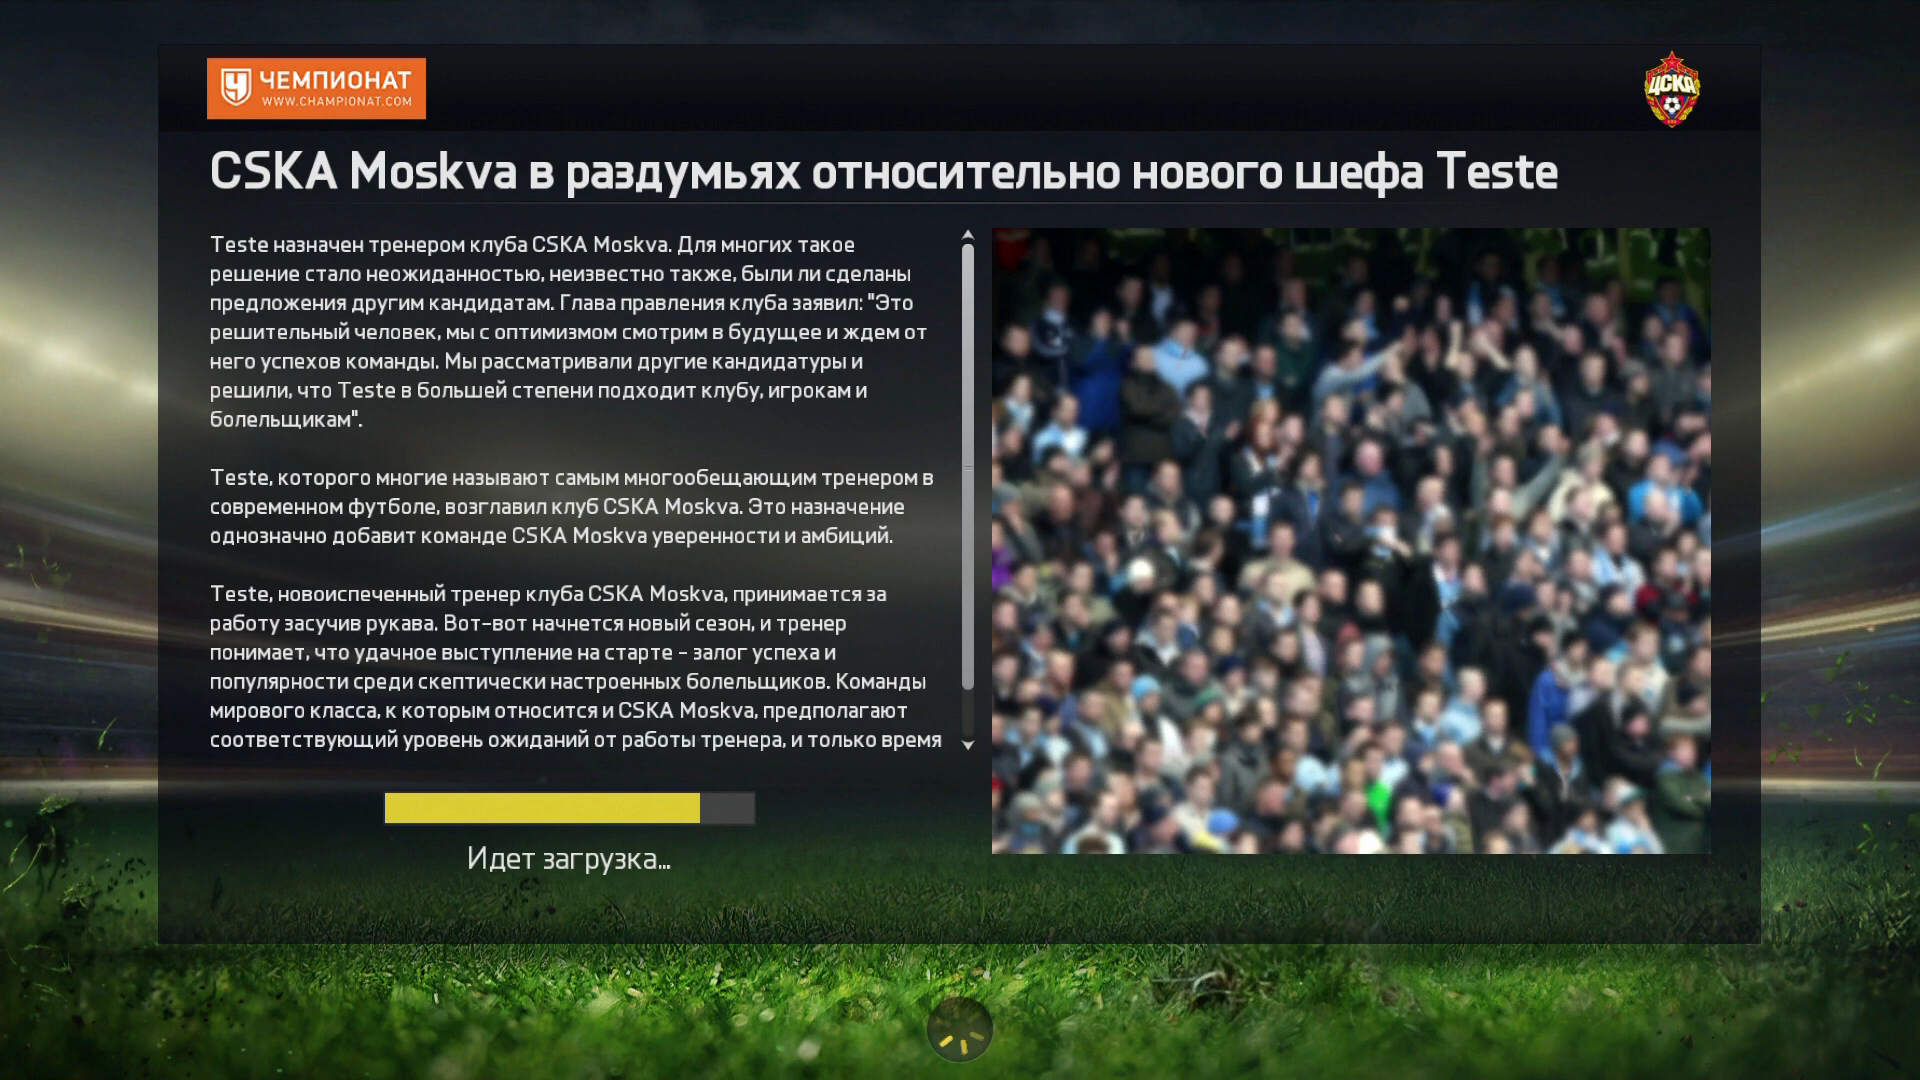 ЧЕМПИОНАТ
WWW.CHAMPIONAT.COM
ЦСКА
CSKA Moskva в раздумьях относительно нового шефа Teste
Teste назначен тренером клуба CSKA Moskva. Для многих такое
решение стало неожиданностью, неизвестно также, были ли сделаны
предложения другим кандидатам. Глава правления клуба заявил: "Это
решительный человек, мы с оптимизмом смотрим в будущее и ждем от
него успехов команды. Мы рассматривали другие кандидатуры и
решили, что Teste в большей степени подходит клубу, игрокам и
болельщикам".
Teste, которого многие называют самым многообещающим тренером в
современном футболе, возглавил клуб CSKA Moskva. Это назначение
однозначно добавит команде CSKA Moskva уверенности и амбиций.
Teste, новоиспеченный тренер клуба CSKA Moskva, принимается за
работу засучив рукава. Вот-вот начнется новый сезон, и тренер
понимает, что удачное выступление на старте - залог успеха и
популярности среди скептически настроенных болельщиков. Команды
мирового класса, к которым относится и CSKA Moskva, предполагают
соответствующий уровень ожиданий от работы тренера, и только время
Идет загрузка...